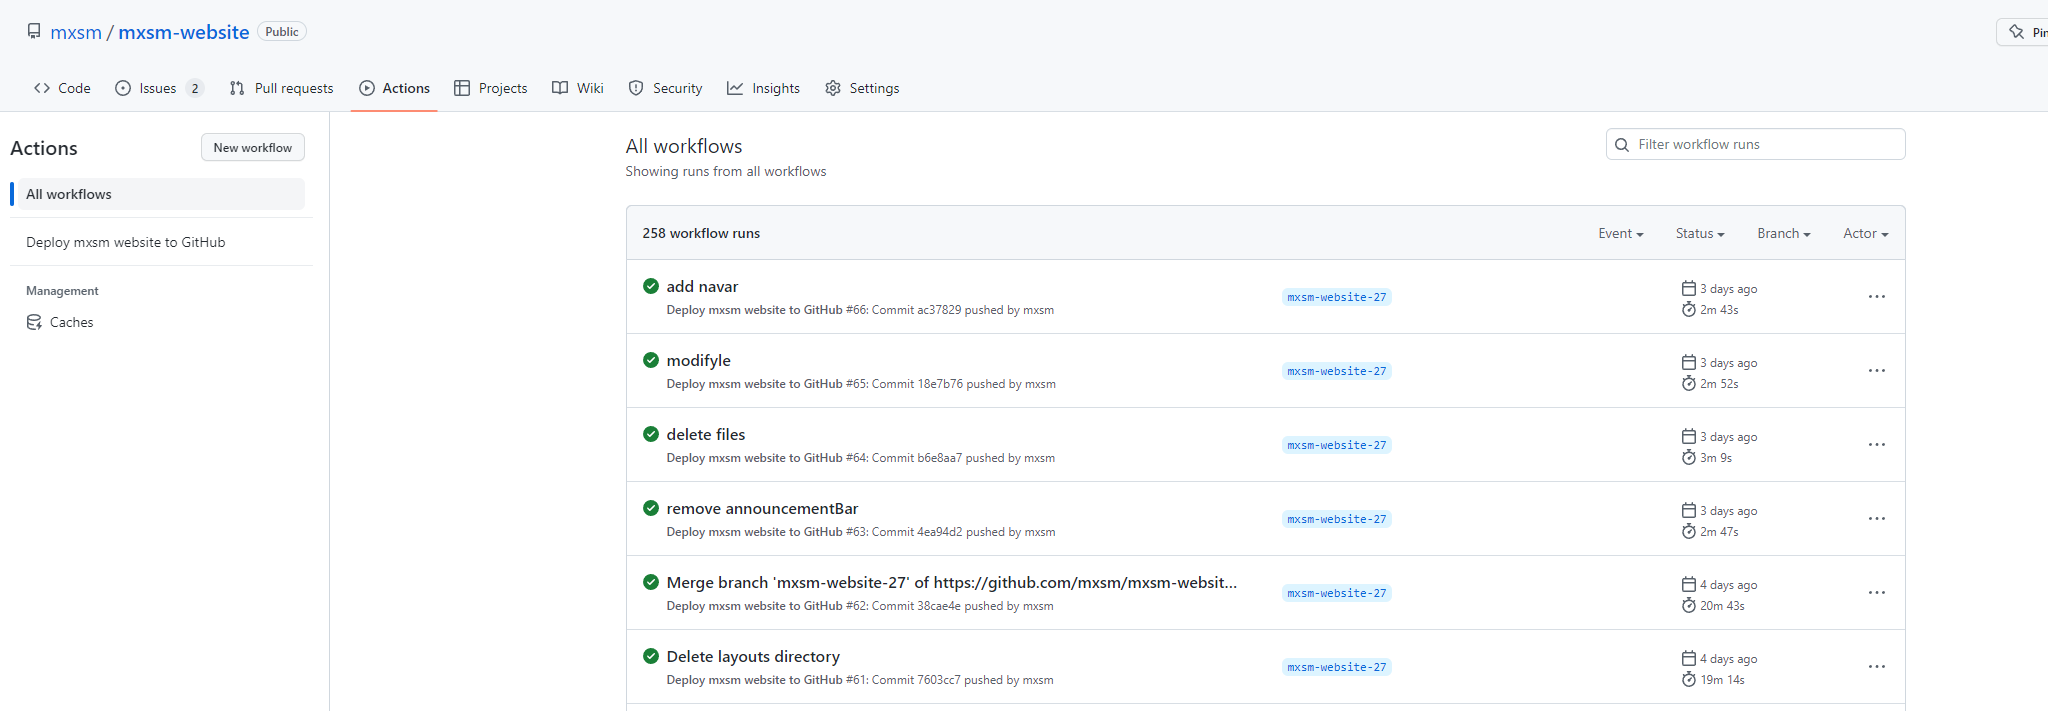 mxsm / mxsm-website Public
Pin
Code Issues 2 Pull requests Actions Projects Wiki Security Insights Settings
Actions
New workflow
All workflows
Deploy mxsm website to GitHub
Management
Caches
All workflows
Showing runs from all workflows
Filter workflow runs
258 workflow runs
Event Status Branch Actor
add navar
Deploy mxsm website to GitHub #66: Commit ac37829 pushed by mxsm
mxsm-website-27
3 days ago
2m 43s
modifyle
Deploy mxsm website to GitHub #65: Commit 18e7b76 pushed by mxsm
mxsm-website-27
3 days ago
2m 52s
delete files
Deploy mxsm website to GitHub #64: Commit b6e8aa7 pushed by mxsm
mxsm-website-27
3 days ago
3m 9s
remove announcementBar
Deploy mxsm website to GitHub #63: Commit 4ea94d2 pushed by mxsm
mxsm-website-27
3 days ago
2m 47s
Merge branch 'mxsm-website-27' of https://github.com/mxsm/mxsm-websit...
Deploy mxsm website to GitHub #62: Commit 38cae4e pushed by mxsm
mxsm-website-27
4 days ago
20m 43s
Delete layouts directory
Deploy mxsm website to GitHub #61: Commit 7603cc7 pushed by mxsm
mxsm-website-27
4 days ago
19m 14s